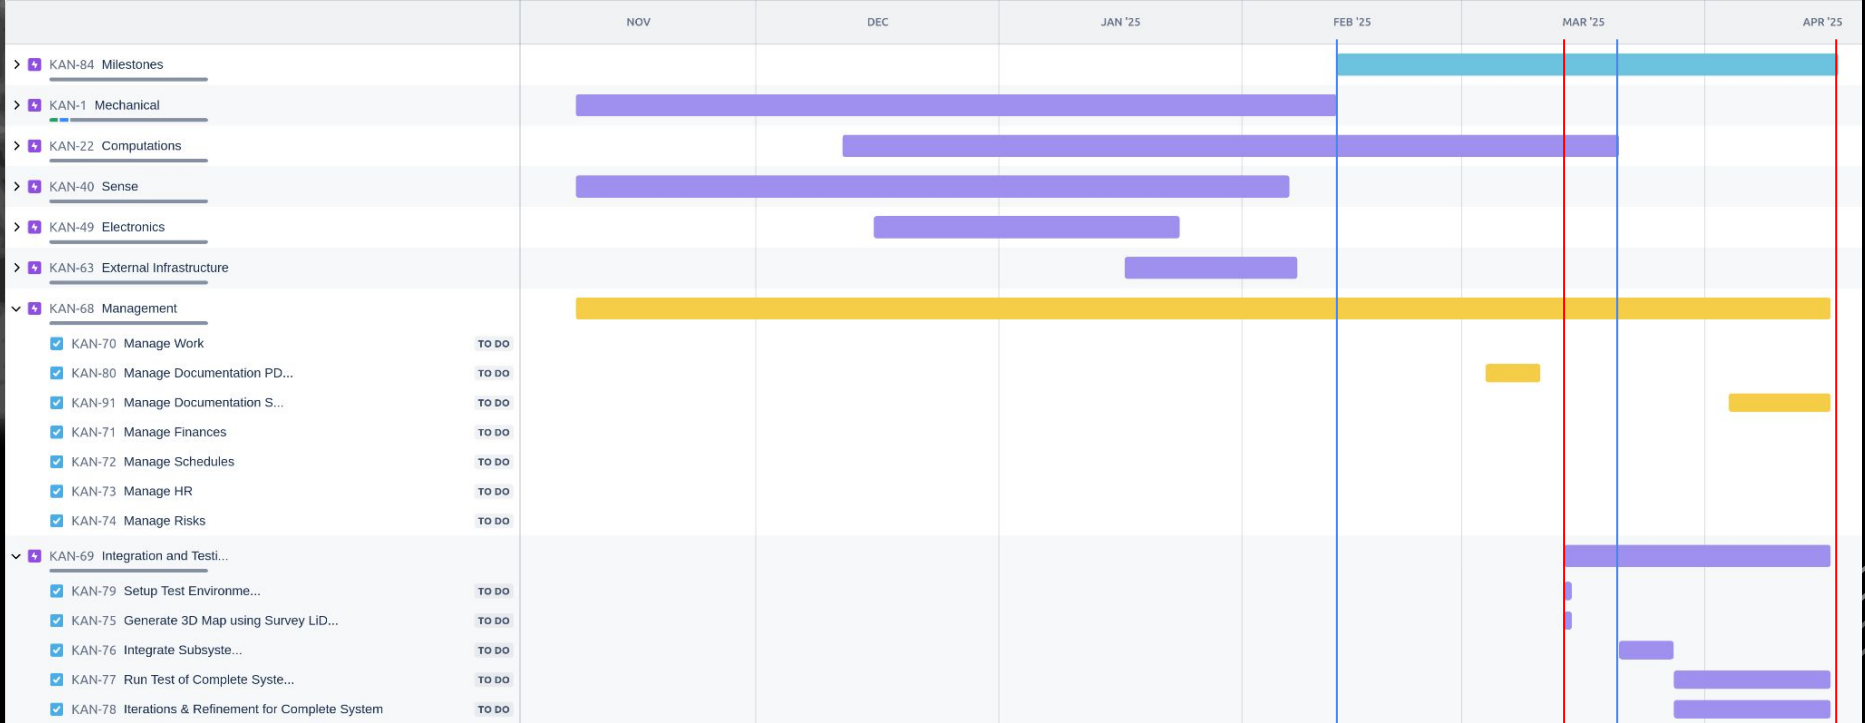 NOV DEC JAN '25 FEB '25 MAR '25 APR '25
KAN-84 Milestones
KAN-1 Mechanical
KAN-22 Computations
KAN-40 Sense
KAN-49 Electronics
KAN-63 External Infrastructure
KAN-68 Management
KAN-70 Manage Work TO DO
KAN-80 Manage Documentation PD... TO DO
KAN-91 Manage Documentation S... TO DO
KAN-71 Manage Finances TO DO
KAN-72 Manage Schedules TO DO
KAN-73 Manage HR TO DO
KAN-74 Manage Risks TO DO
KAN-69 Integration and Testi...
KAN-79 Setup Test Environme... TO DO
KAN-75 Generate 3D Map using Survey LiD... TO DO
KAN-76 Integrate Subsyste... TO DO
KAN-77 Run Test of Complete Syste... TO DO
KAN-78 Iterations & Refinement for Complete System TO DO